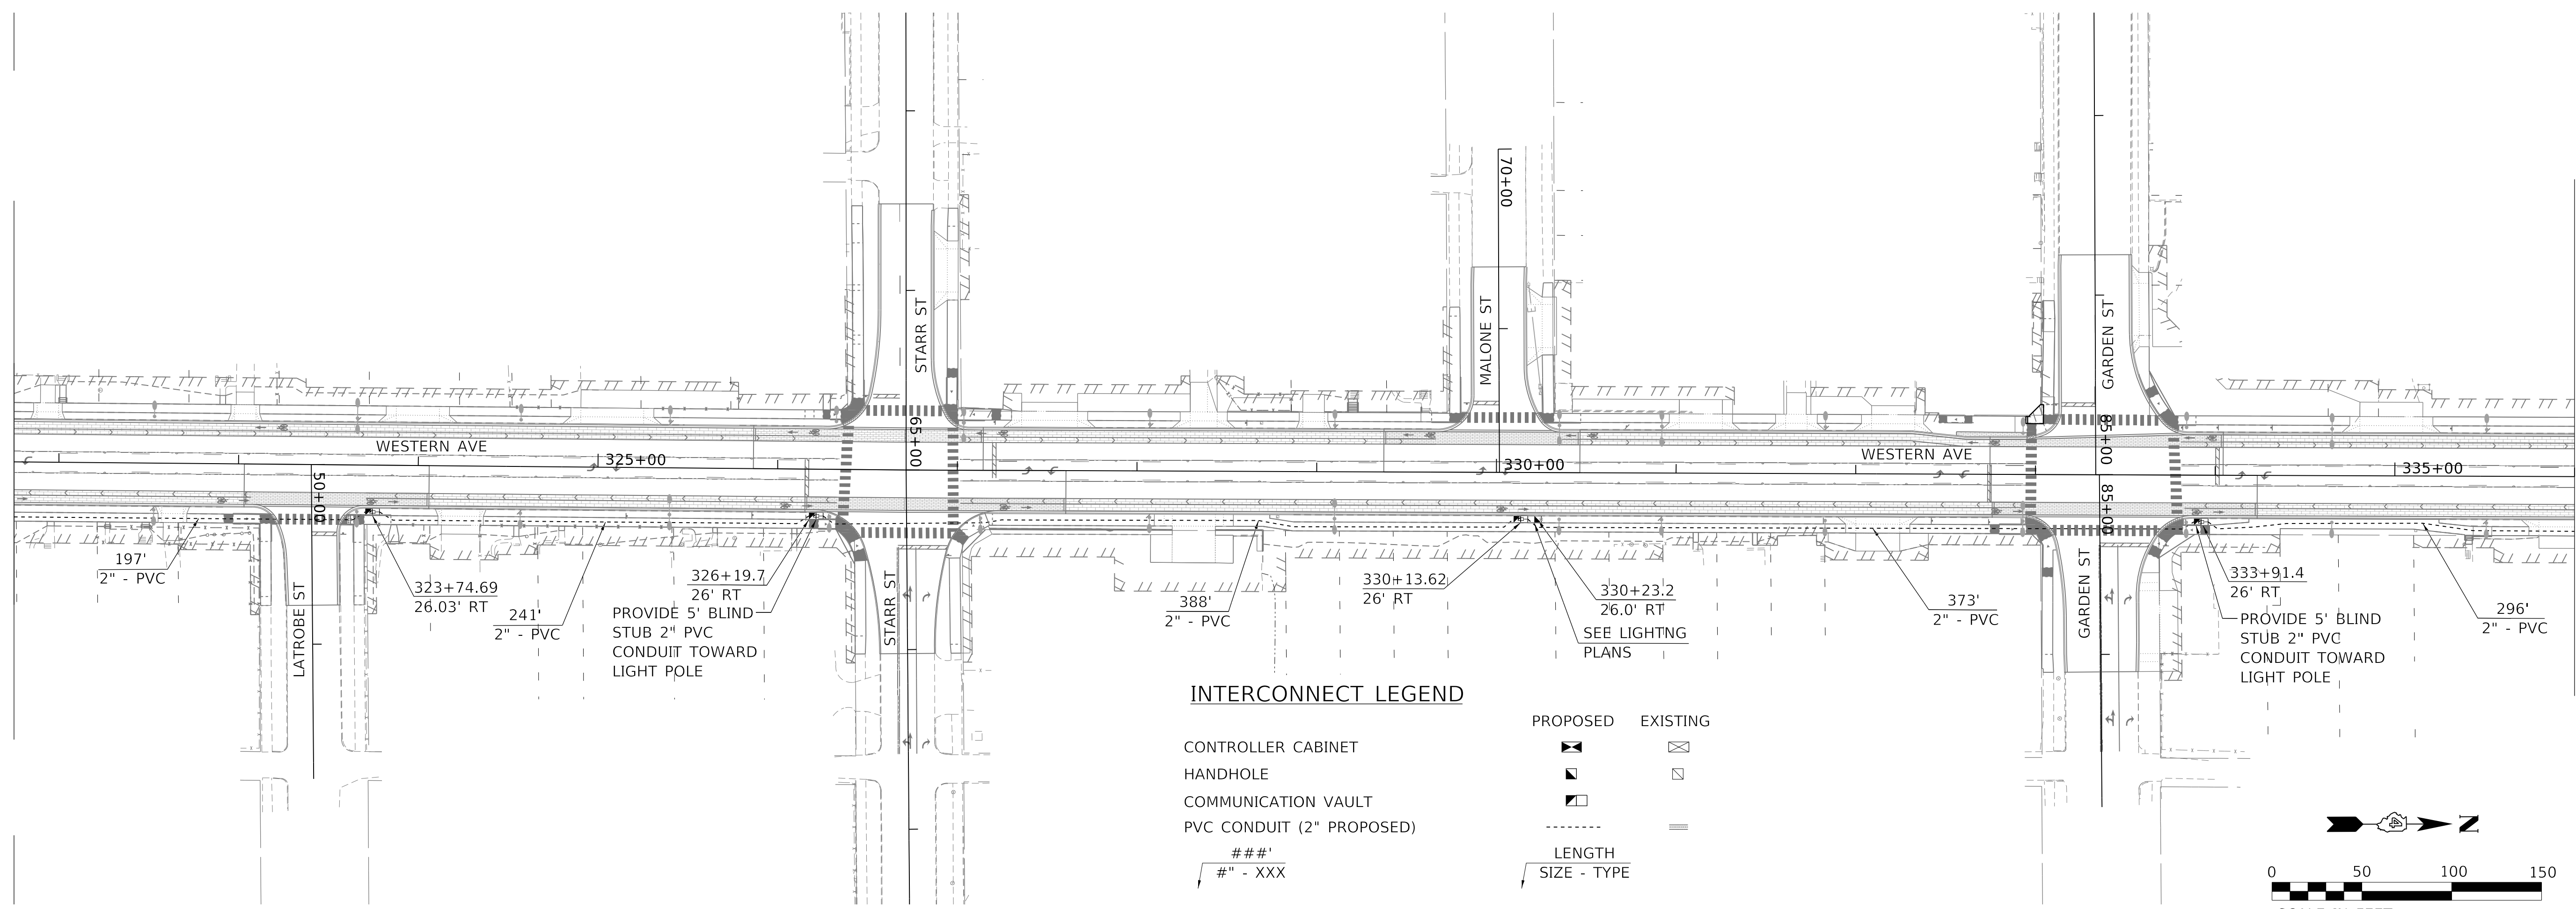 STARR ST
70+00
MALONE ST
GARDEN ST
WESTERN AVE
65+00
85+00
WESTERN AVE
325+00
330+00
335+00
50+00
85+00
197'
2" - PVC
LATROBE ST
323+74.69
26.03' RT
241'
2" - PVC
326+19.7
26' RT
PROVIDE 5' BLIND
STUB 2" PVC
CONDUIT TOWARD
LIGHT POLE
STARR ST
388'
2" - PVC
330+13.62
26' RT
330+23.2
26.0' RT
SEE LIGHTING
PLANS
373'
2" - PVC
GARDEN ST
333+91.4
26' RT
PROVIDE 5' BLIND
STUB 2" PVC
CONDUIT TOWARD
LIGHT POLE
296'
2" - PVC
INTERCONNECT LEGEND
PROPOSED EXISTING
CONTROLLER CABINET
HANDHOLE
COMMUNICATION VAULT
PVC CONDUIT (2" PROPOSED)
###'
#" - XXX
LENGTH
SIZE - TYPE
N
0 50 100 150